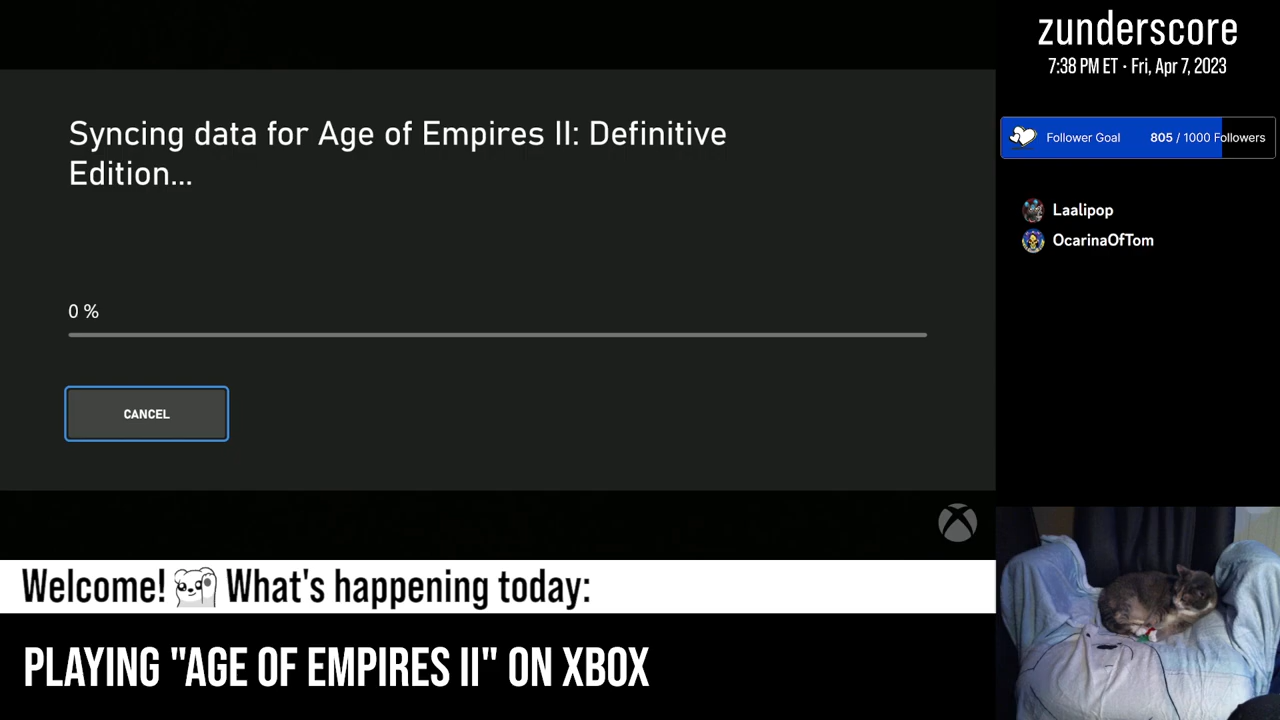 Syncing data for Age of Empires II: Definitive
Edition...
0 %
CANCEL
zunderscore
7:38 PM ET · Fri, Apr 7, 2023
Follower Goal 805 / 1000 Followers
Laalipop
OcarinaOfTom
Welcome! What's happening today:
PLAYING "AGE OF EMPIRES II" ON XBOX